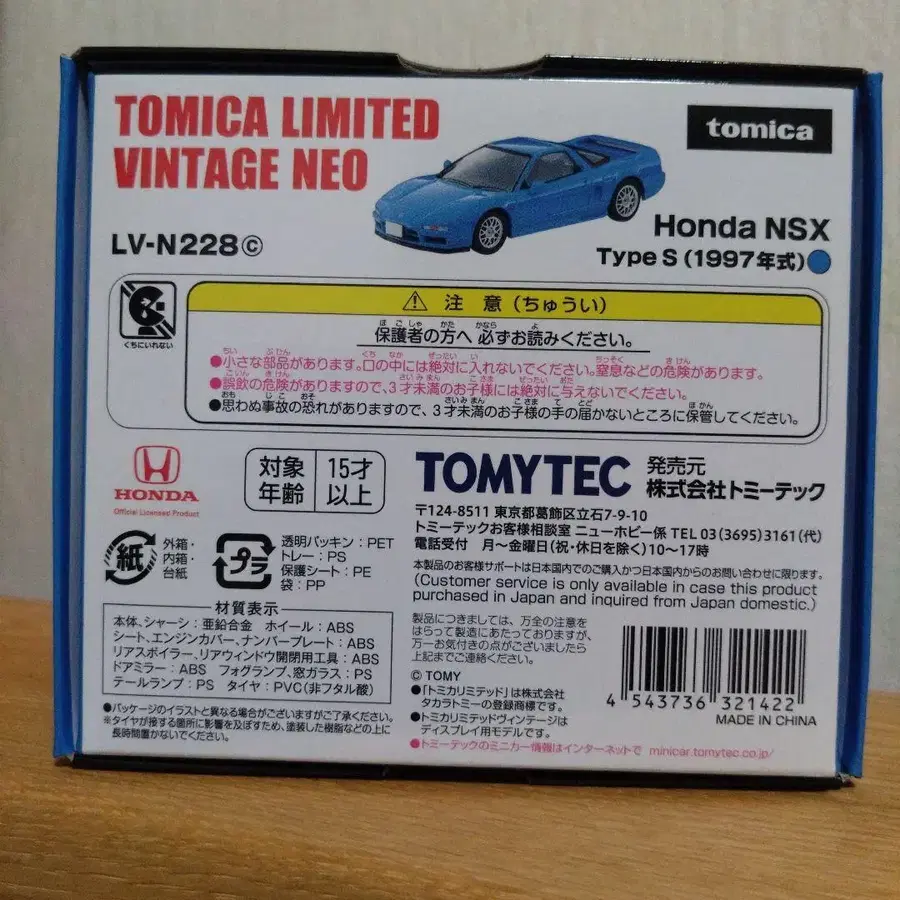 TOMICA LIMITED
VINTAGE NEO
tomica
LV-N228ⓒ
Honda NSX
Type S (1997年式)
くちにいれない
⚠ 注意(ちゅうい)
保護者の方へ 必ずお読みください。
●小さな部品があります。口の中には絶対に入れないでください。窒息などの危険があります。
●誤飲の危険がありますので、3才未満のお子様には絶対に与えないでください。
●思わぬ事故の恐れがありますので、3才未満のお子様の手の届かないところに保管してください。
HONDA
Official Licensed Product
対象
年齢
15才
以上
TOMYTEC
発売元
株式会社トミーテック
〒124-8511 東京都葛飾区立石7-9-10
トミーテックお客様相談室 ニューホビー係 TEL 03(3695)3161(代)
電話受付 月〜金曜日(祝・休日を除く)10〜17時
紙
外箱・
内箱・
台紙
プラ
透明パッキン:PET
トレー:PS
保護シート:PE
袋:PP
本製品のお客様サポートは日本国内でのご購入かつ日本国内からのお問い合わせに限ります。
(Customer service is only available in case this product
purchased in Japan and inquired from Japan domestic.)
材質表示
本体、シャーシ:亜鉛合金 ホイール:ABS
シート、エンジンカバー、ナンバープレート:ABS
リアスポイラー、リアウィンドウ開閉用工具:ABS
ドアミラー:ABS フォグランプ、窓ガラス:PS
テールランプ:PS タイヤ:PVC(非フタル酸)
●パッケージのイラストと異なる場合がございますがご了承ください。
※タイヤが接する箇所に影響を及ぼすため、塗装した樹脂などの上に
長時間置かないでください。
製品につきましては、万全の注意を
はらって製造にあたっておりますが、
万一お気付きの点がございましたら
上記までご連絡ください。
© TOMY
●「トミカリミテッド」は株式会社
タカラトミーの登録商標です。
●トミカリミテッドヴィンテージは
ディスプレイ用モデルです。
●トミーテックのミニカー情報はインターネットで minicar.tomytec.co.jp/
4 543736 321422
MADE IN CHINA